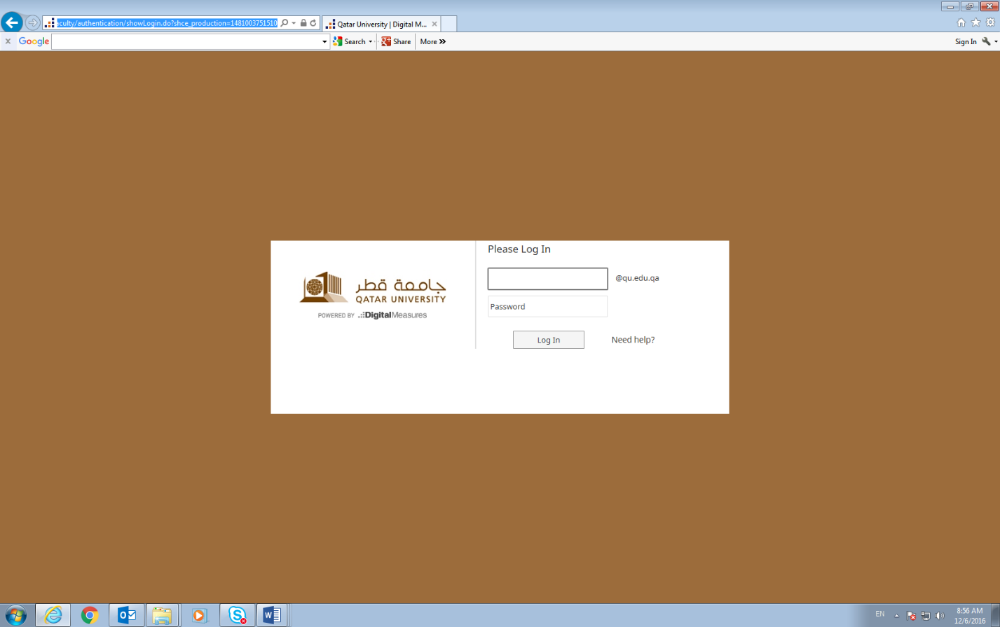 culty/authentication/showLogin.do?shce_production=1481003751510
Qatar University | Digital M...
Google
Search
Share
More »
Sign In
Please Log In
@qu.edu.qa
Password
Log In
Need help?
جامعة قطر
QATAR UNIVERSITY
POWERED BY DigitalMeasures
EN
8:56 AM
12/6/2016